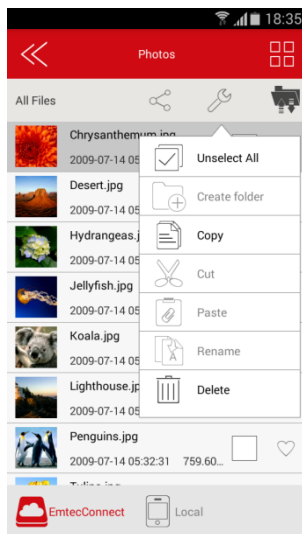 18:35
Photos
All Files
Chrysanthemum.jpg
2009-07-14 05
Unselect All
Desert.jpg
2009-07-14 05
Create folder
Hydrangeas.j
2009-07-14 05
Copy
Jellyfish.jpg
2009-07-14 05
Cut
Koala.jpg
2009-07-14 05
Paste
Rename
Lighthouse.jp
2009-07-14 05
Delete
Penguins.jpg
2009-07-14 05:32:31 759.60...
EmtecConnect
Local